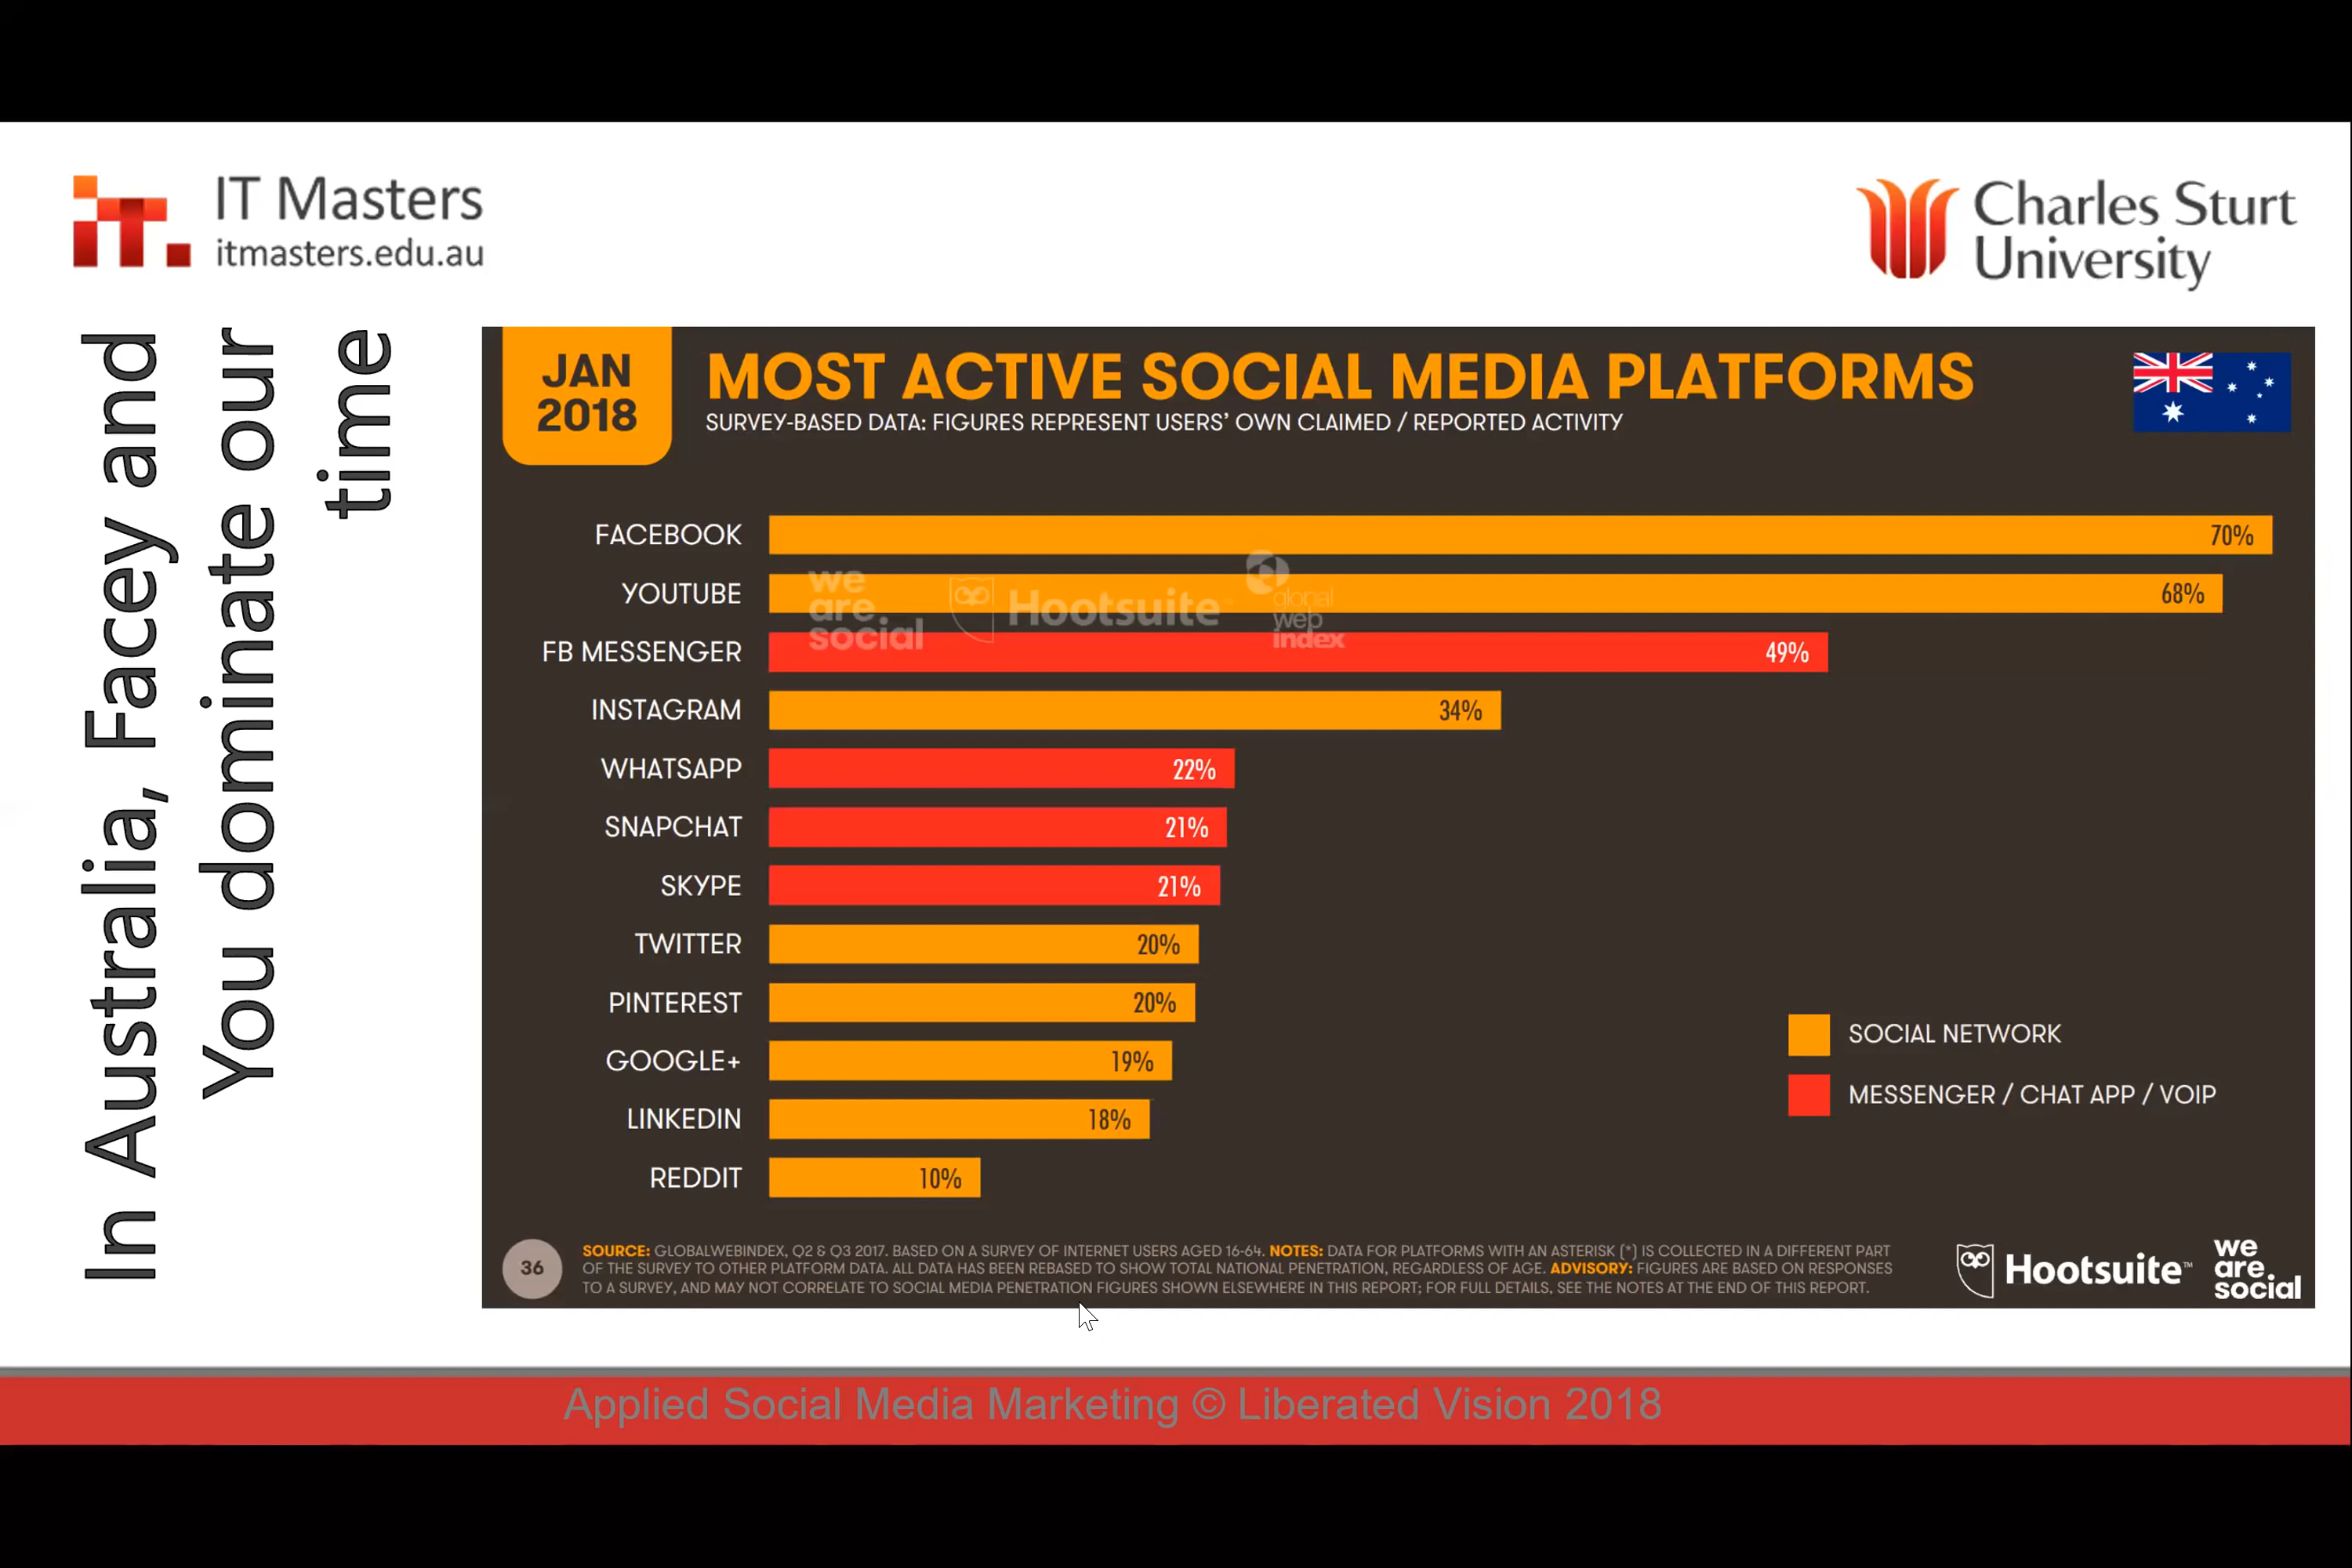 IT Masters
itmasters.edu.au
Charles Sturt
University
In Australia, Facey and
You dominate our
time
JAN
2018
MOST ACTIVE SOCIAL MEDIA PLATFORMS
SURVEY-BASED DATA: FIGURES REPRESENT USERS' OWN CLAIMED / REPORTED ACTIVITY
FACEBOOK 70%
YOUTUBE 68%
we
are
social
Hootsuite
global
web
index
FB MESSENGER 49%
INSTAGRAM 34%
WHATSAPP 22%
SNAPCHAT 21%
SKYPE 21%
TWITTER 20%
PINTEREST 20%
GOOGLE+ 19%
LINKEDIN 18%
REDDIT 10%
SOCIAL NETWORK
MESSENGER / CHAT APP / VOIP
36
SOURCE: GLOBALWEBINDEX, Q2 & Q3 2017. BASED ON A SURVEY OF INTERNET USERS AGED 16-64. NOTES: DATA FOR PLATFORMS WITH AN ASTERISK (*) IS COLLECTED IN A DIFFERENT PART
OF THE SURVEY TO OTHER PLATFORM DATA. ALL DATA HAS BEEN REBASED TO SHOW TOTAL NATIONAL PENETRATION, REGARDLESS OF AGE. ADVISORY: FIGURES ARE BASED ON RESPONSES
TO A SURVEY, AND MAY NOT CORRELATE TO SOCIAL MEDIA PENETRATION FIGURES SHOWN ELSEWHERE IN THIS REPORT; FOR FULL DETAILS, SEE THE NOTES AT THE END OF THIS REPORT.
Hootsuite™
we
are
social
Applied Social Media Marketing © Liberated Vision 2018